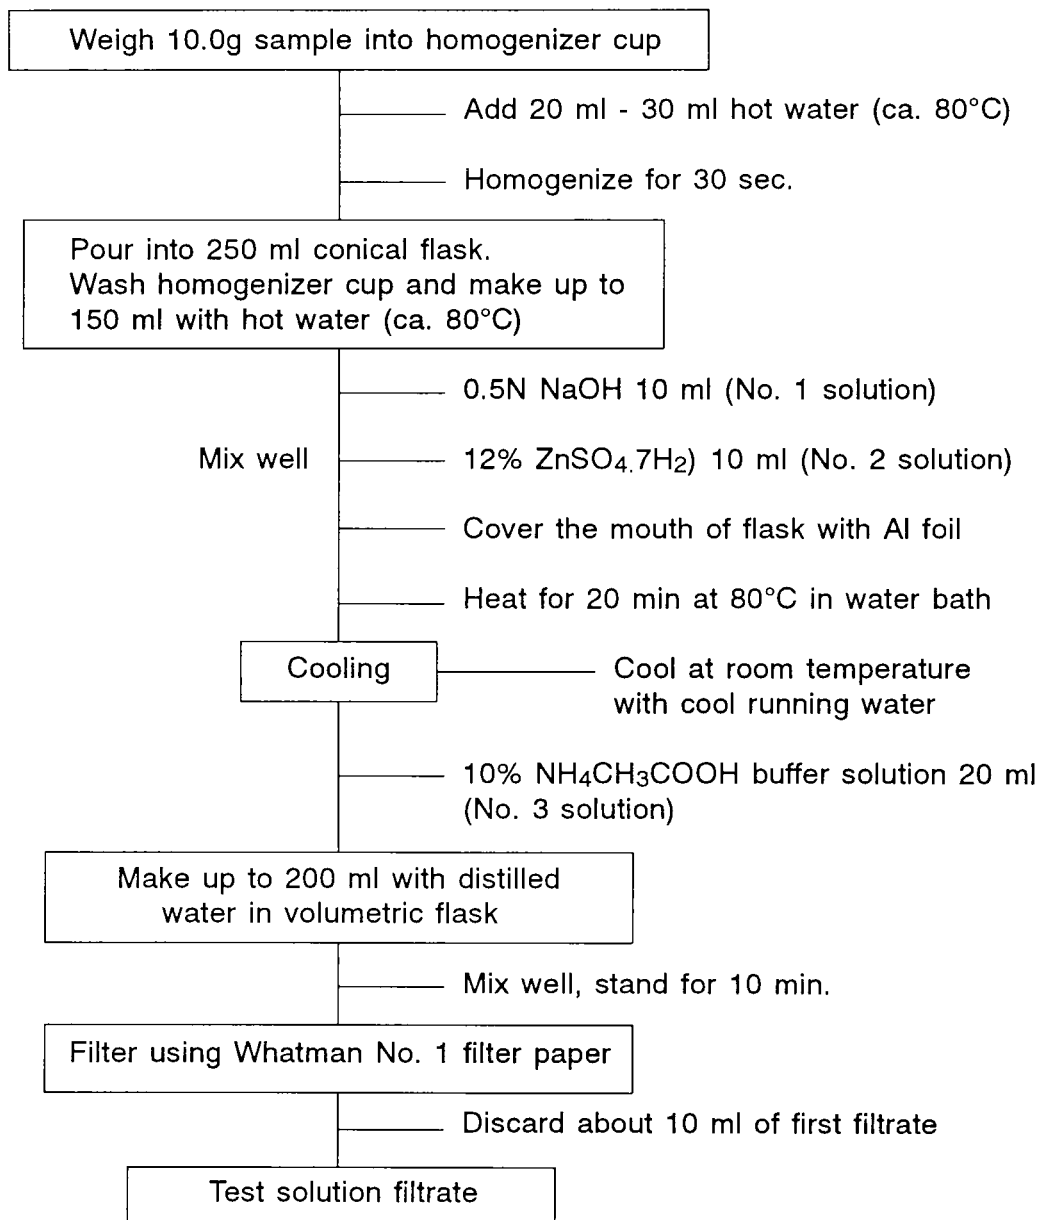 Weigh 10.0g sample into homogenizer cup
Add 20 ml - 30 ml hot water (ca. 80°C)
Homogenize for 30 sec.
Pour into 250 ml conical flask.
Wash homogenizer cup and make up to
150 ml with hot water (ca. 80°C)
0.5N NaOH 10 ml (No. 1 solution)
Mix well
12% ZnSO4.7H2) 10 ml (No. 2 solution)
Cover the mouth of flask with Al foil
Heat for 20 min at 80°C in water bath
Cooling
Cool at room temperature
with cool running water
10% NH4CH3COOH buffer solution 20 ml
(No. 3 solution)
Make up to 200 ml with distilled
water in volumetric flask
Mix well, stand for 10 min.
Filter using Whatman No. 1 filter paper
Discard about 10 ml of first filtrate
Test solution filtrate